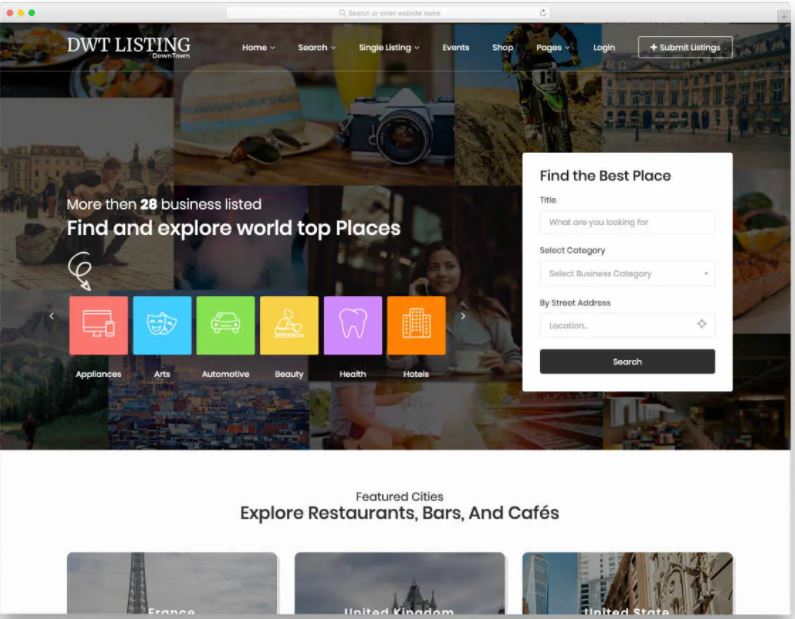 Search or enter website name
DWT LISTING
DownTown
Home
Search
Single Listing
Events
Shop
Pages
Login
+ Submit Listings
More then 28 business listed
Find and explore world top Places
Appliances
Arts
Automotive
Beauty
Health
Hotels
Find the Best Place
Title
What are you looking for
Select Category
Select Business Category
By Street Address
Location..
Search
Featured Cities
Explore Restaurants, Bars, And Cafés
France
United Kingdom
United State